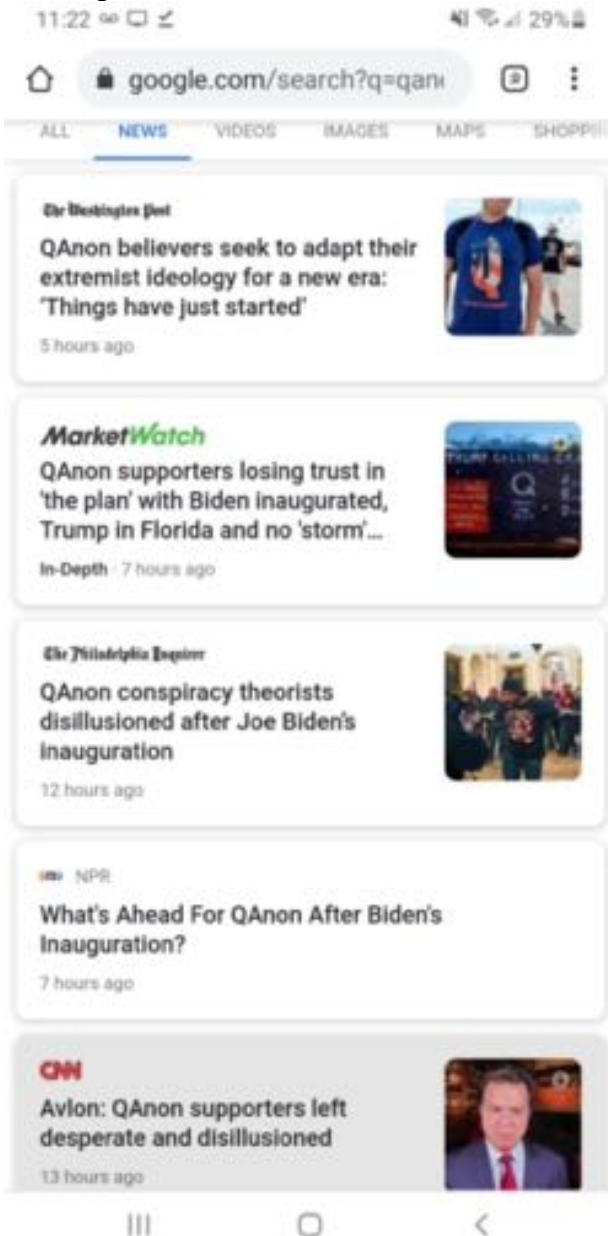 11:22 29%
google.com/search?q=qan
ALL NEWS VIDEOS IMAGES MAPS SHOPPI
The Washington Post
QAnon believers seek to adapt their
extremist ideology for a new era:
'Things have just started'
5 hours ago
MarketWatch
QAnon supporters losing trust in
'the plan' with Biden inaugurated,
Trump in Florida and no 'storm'...
In-Depth · 7 hours ago
Q
The Philadelphia Inquirer
QAnon conspiracy theorists
disillusioned after Joe Biden's
inauguration
12 hours ago
NPR
What's Ahead For QAnon After Biden's
Inauguration?
7 hours ago
CNN
Avlon: QAnon supporters left
desperate and disillusioned
13 hours ago